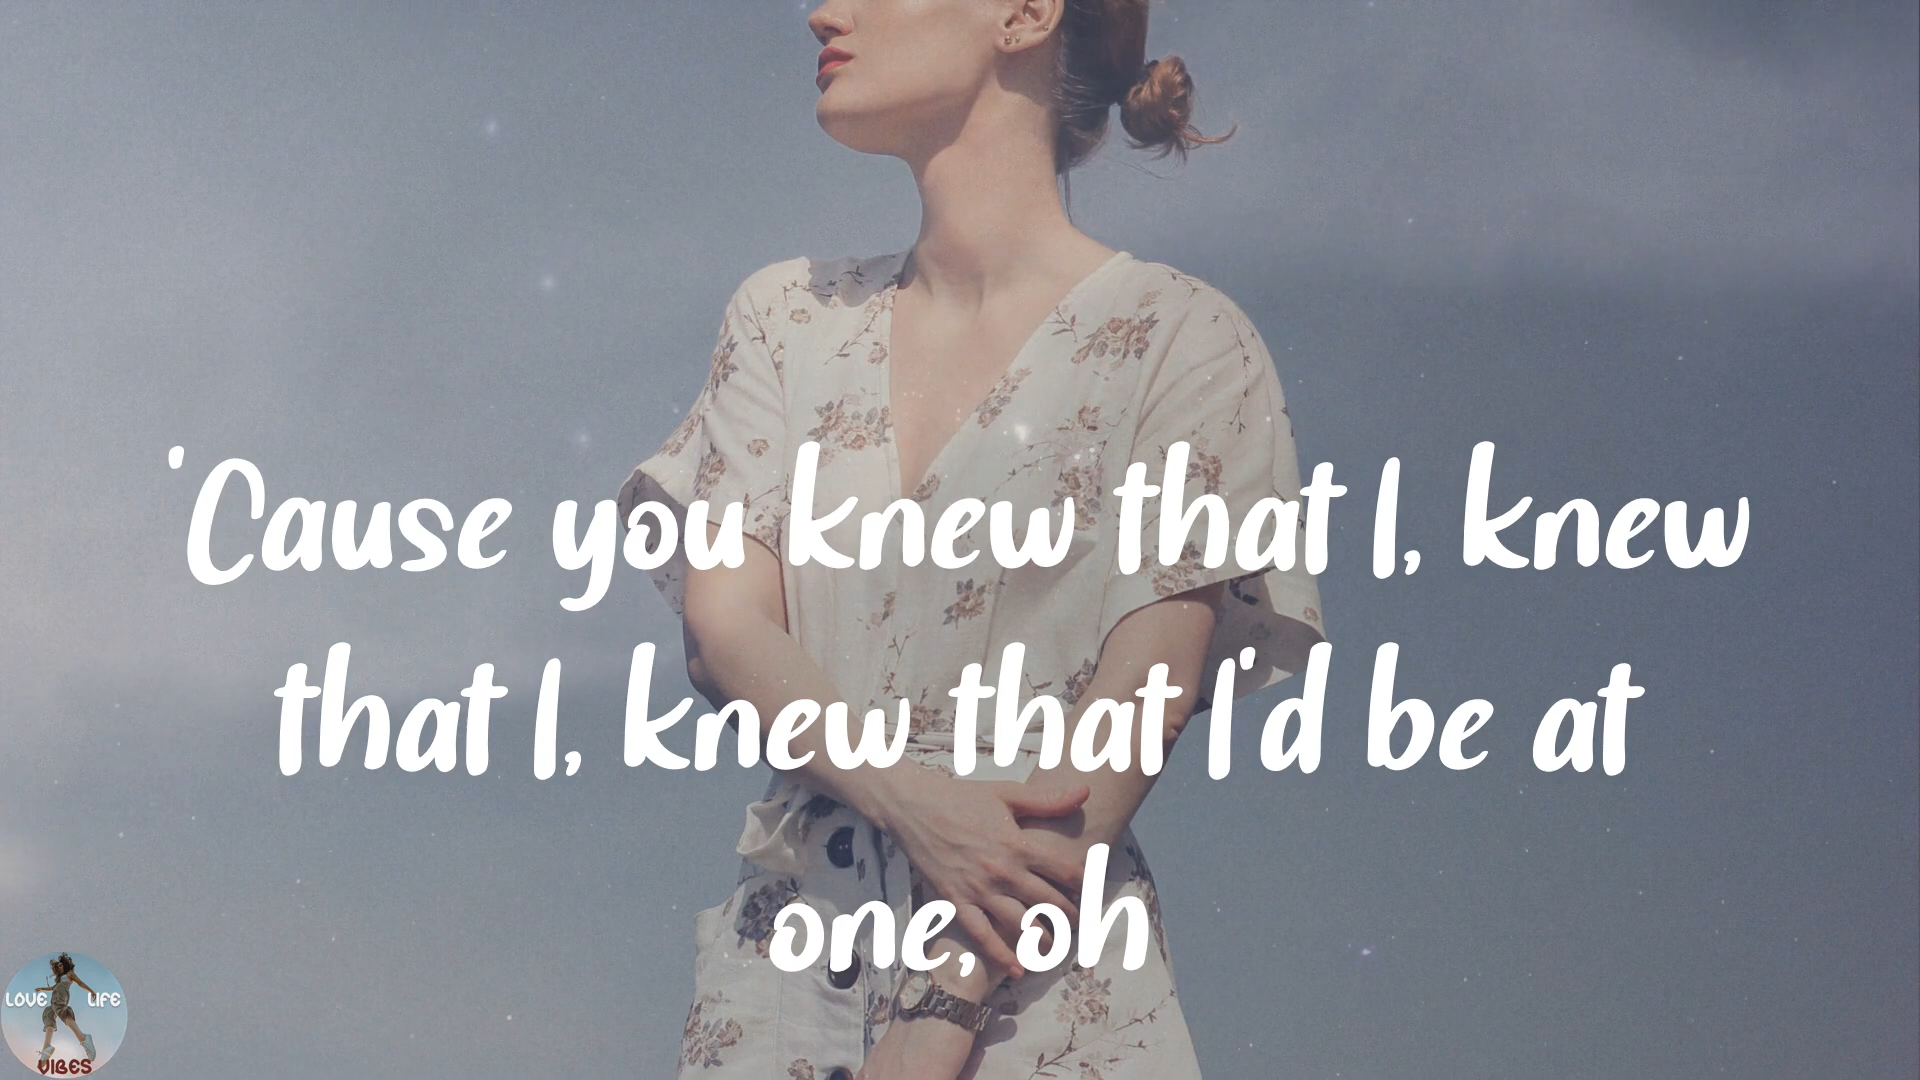 'Cause you knew that I, knew
that I, knew that I'd be at
one, oh
LOVE LIFE
VIBES